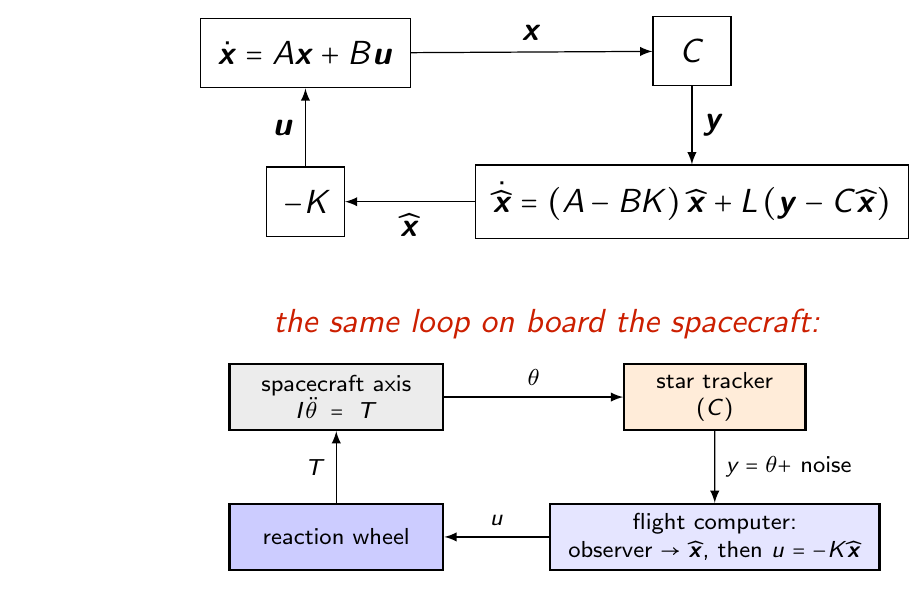 ẋ = Ax + Bu
x
C
u
y
−K
x̂
x̂̇ = (A − BK) x̂ + L(y − Cx̂)
the same loop on board the spacecraft:
spacecraft axis
Iθ̈ = T
θ
star tracker
(C)
T
y = θ+ noise
reaction wheel
u
flight computer:
observer → x̂, then u = −Kx̂